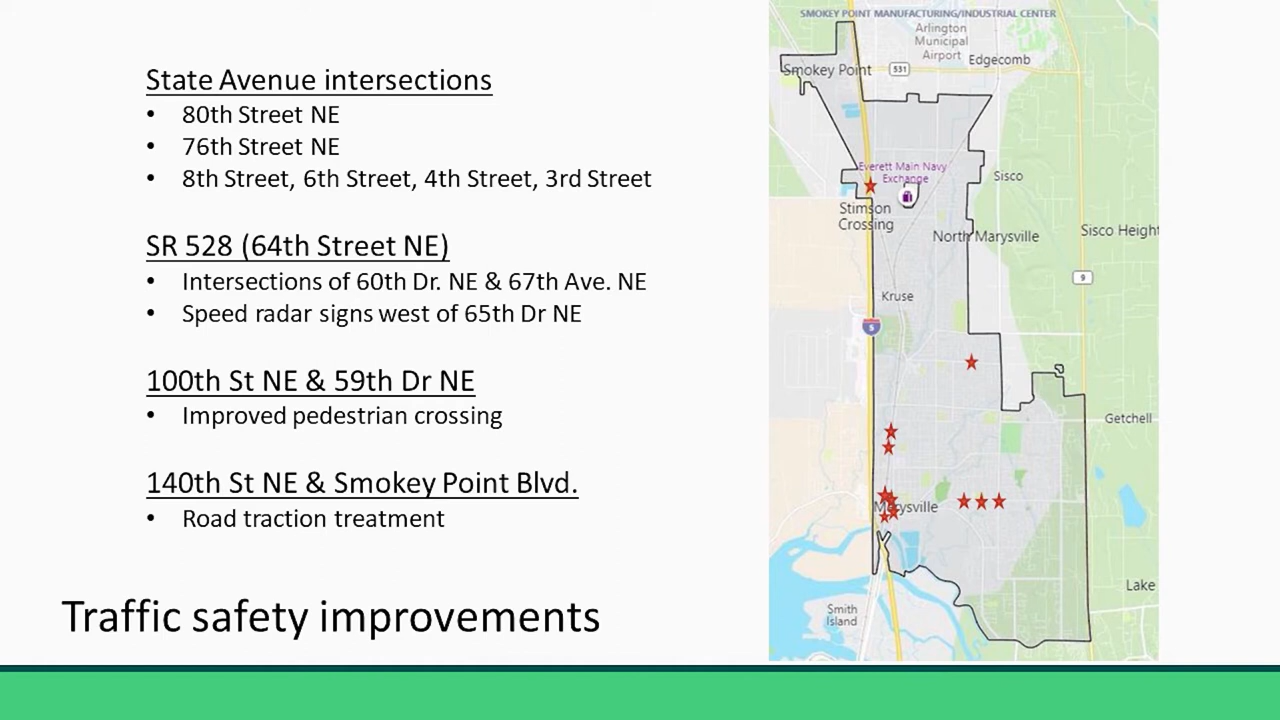 State Avenue intersections
• 80th Street NE
• 76th Street NE
• 8th Street, 6th Street, 4th Street, 3rd Street
SR 528 (64th Street NE)
• Intersections of 60th Dr. NE & 67th Ave. NE
• Speed radar signs west of 65th Dr NE
100th St NE & 59th Dr NE
• Improved pedestrian crossing
140th St NE & Smokey Point Blvd.
• Road traction treatment
Traffic safety improvements
SMOKEY POINT MANUFACTURING/INDUSTRIAL CENTER
Arlington
Municipal
Airport
Edgecomb
Smokey Point
531
Everett Main Navy
Exchange
Sisco
Stimson
Crossing
North Marysville
Sisco Height
9
Kruse
5
Getchell
Marysville
Lake
Smith
Island